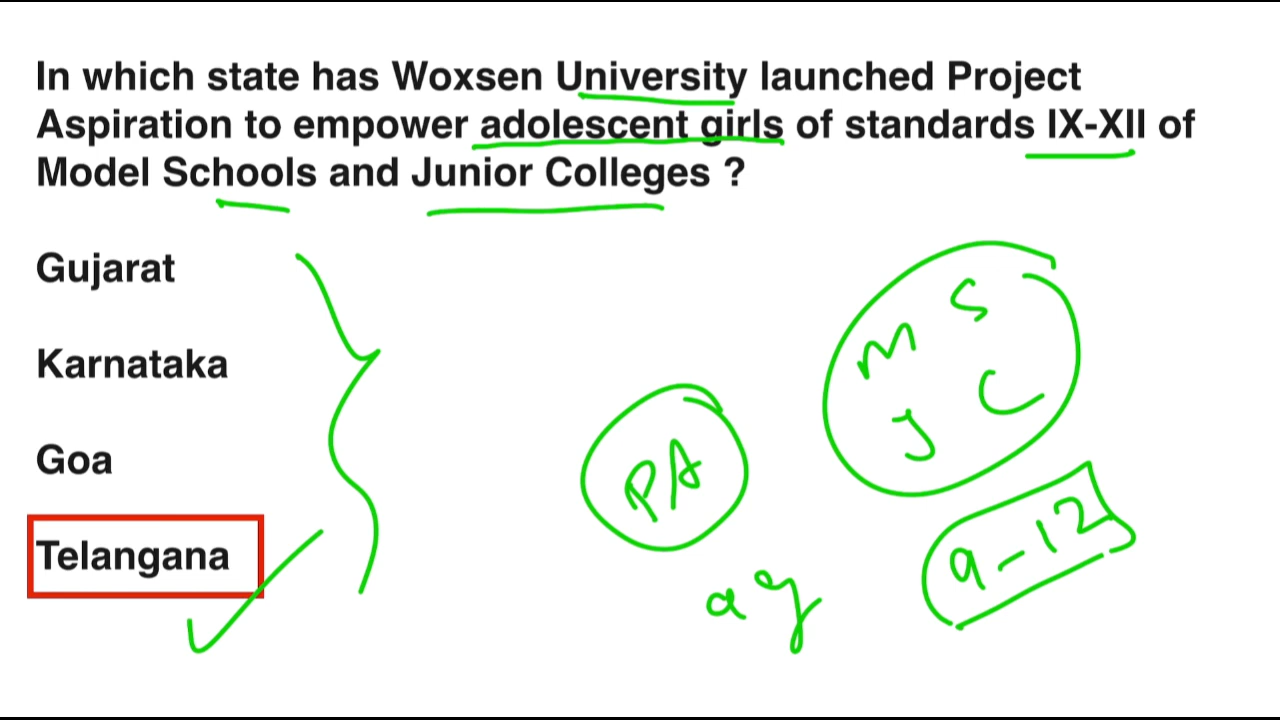 In which state has Woxsen University launched Project
Aspiration to empower adolescent girls of standards IX-XII of
Model Schools and Junior Colleges ?
Gujarat
Karnataka
Goa
Telangana
M S
J C
PA
9-12
ag